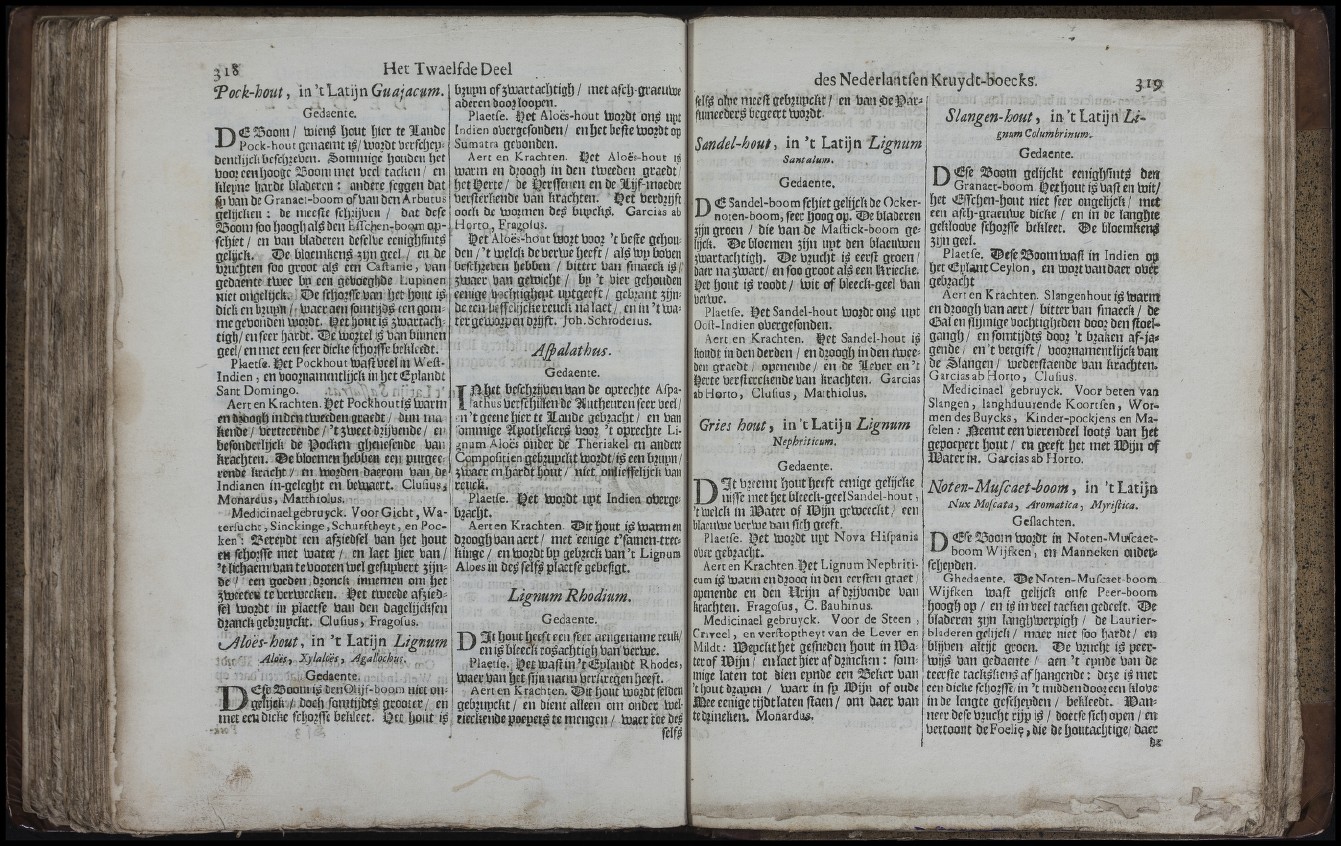 318
Het Twaelfde Deel
Pock-hout, in 't Latijn Guajacum.
Gedaente.
DE Boom / wiens hout hier te Lande
Pock-hout genaemt is / wordt verscheyn-
dentlijck beschreven. Sommige houden het
voor een hooge Boom met veel tacken / en
kleyne harde bladeren : andere seggen dat
sy van de Granaet-boom of van den Arbutus
gelijcken : de meeste schrijven / dat dese
Boom soo hoogh als den Esschen-boom op-
schiet / en van bladeren deselve eenighsints
gelijck. De bloemkens zijn geel / en de
vruchten soo groot als een Castanie, van
gedaente twee by een gevoeghde Lupinen
niet ongelijck. De schorsse van het hout is
dick en bruyn / waer aen somtijds een gom-
me gevonden wordt. Het hout is zwartach-
tigh / en seer hardt. De wortel is van binnen
geel / en met een seer dicke schorsse bekleedt.
Plaetse. Het Pockhout wast veel in West-
Indien, en voornamentlijck in het Eylandt
Sant Domingo.
Aert en Krachten. Het Pockhout is warm
en droogh in den tweeden graedt / dun ma-
kende / verterende / 't zweet-drijvende / en
besonderlijck de Pocken ghenesende van
krachten. De bloemen hebben een purgee-
rende kracht / en worden daerom van de
Indianen in-geleght en bewaert. Clusius,
Monardus, Matthiolus.
Medicinael gebruyck. Voor Gicht, Wa-
tersucht, Sinckinge, Schurftheyt, en Poc-
ken : Bereydt een afziedsel van het hout
en schorsse met water / en laet hier van /
't lichaem van te vooren wel gesuyvert zijn-
de / een goeden dronck innemen om het
zweeten te verwecken. Het tweede afzied-
sel wordt in plaetse van den dagelijcksen
dranck gebruyckt. Clusius, Fragosus.
Aloës-hout, in 't Latijn Lignum
Aloës, Xylaloës, Agallochut.
Gedaente.
DEse Boom is den Olijf-boom niet on-
gelijck / doch somtijdts grooter / en
met een dicke schorsse bekleet. Het hout is
bruyn of zwartachtigh / met asch-graeuwe
aderen doorloopen.
Plaetse. Het Aloës-hout wordt ons uyt
Indien overgesonden / en het beste wordt op
Sumatra gevonden.
Aert en Krachten. Het Aloës-hout is
warm en droogh in den tweeden graedt /
het Herte / de Herssenen en de Lijf-moeder
versterkende van krachten. Het verdrijft
oock de wormen des buycks. Garcias ab
Horto, Fragosus.
Het Aloës-hout wort voor 't beste gehou-
den / 't welck de verwe heeft / als wy boven
beschreven hebben / bitter van smaeck is /
zwaer van gewicht / by 't vier gehouden
eenige vochtigheyt uytgeeft / gebrant zijn-
de een lieffelijcke reuck na laet / en in 't wa-
ter geworpen drijft. Joh. Schroderus.
Aspalathus.
Gedaente.
IN het beschrijven van de oprechte Aspa-
lathus verschillen de Autheuren seer veel /
en 't geene hier te Lande gebracht / en van
sommige Apothekers voor 't oprechte Li-
gnum Aloës onder de Theriakel en andere
Compositien gebruyckt wordt / is een bruyn /
zwaer en hardt hout / niet onlieffelijck van
reuck.
Plaetse. Het wordt uyt Indien overge-
bracht.
Aert en Krachten. Dit hout is warm en
droogh van aert / met eenige t'samen-trec-
kinge / en wordt by gebreck van 't Lignum
Aloes in des selfs plaetse gebesigt.
Lignum Rhodium.
Gedaente.
DIt hout heeft een seer aengename reuk /
en is bleeck rosachtigh van verwe.
Plaetse. Het wast in 't Eylandt Rhodes,
waer van het sijn naem verkregen heeft.
Aert en Krachten. Dit hout wordt selden
gebruyckt / en dient alleen om onder wel-
rieckende poeyers te mengen / waer toe des
selfs
des Nederlantsen Kruydt-boecks.
319
selfs olye meest gebruyckt / en van de Par-
fumeerders begeert wordt.
Sandel-hout, in 't Latijn Lignum
Santalum.
Gedaente.
DE Sandel-boom schiet gelijck de Ocker-
noten-boom, seer hoog op. De bladeren
zijn groen / die van de Mastick-boom ge-
lijck. De bloemen zijn uyt den blaeuwen
zwartachtigh. De vrucht is eerst groen /
daer na zwart / en soo groot als een Kriecke.
Het hout is roodt / wit of bleeck-geel van
verwe.
Plaetse. Het Sandel-hout wordt ons uyt
Oost-Indien overgesonden.
Aert en Krachten. Het Sandel-hout is
koudt in den derden / en droogh in den twee-
den graedt / openende / en de Lever en 't
Herte versterckende van krachten. Garcias
ab Horto, Clusius, Matthiolus.
Gries hout, in 't Latijn Lignum
Nephriticum.
Gedaente.
DIt vreemt hout heeft eenige gelijcke
nisse met het bleeck-geel Sandel-hout,
't welck in Water of Wijn geweeckt / een
blaeuwe verwe van sich geeft.
Plaetse. Het wordt uyt Nova Hispania
over gebracht.
Aert en Krachten. Het Lignum Nephriti-
cum is warm en droog in den eersten graet /
openende en den Urijn afdrijvende van
krachten. Fragosus, C. Bauhinus.
Medicinael gebruyck. Voor de Steen,
Graveel, en verstoptheyt van de Lever en
Milt : Weyckt het gesneden hout in Wa-
ter of Wijn / en laet hier af drincken : som-
mige laten tot dien eynde een Beker van
't hout drayen / waer in sy Wijn of oude
Mee eenige tijdt laten staen / om daer van
te drincken. Monardus.
Slangen-hout, in 't Latijn Li-
gnum Colubrinum.
Gedaente.
DEse Boom gelijckt eenighsints den
Granaet-boom. Het hout is vast en wit /
het Esschen-hout niet seer ongelijck / met
een asch-graeuwe dicke / en in de langhte
gekloove schorsse bekleet. De bloemkens
zijn geel.
Plaetse. Dese Boom wast in Indien op
het Eylant Ceylon, en wort van daer over
gebracht
Aert en Krachten. Slangenhout is warm
en droogh van aert / bitter van smaeck / de
Gal en slijmige vochtigheden door den stoel-
gangh / en somtijdts door 't braken af-ja-
gende / en 't vergift / voornamentlijck van
de Slangen / wederstaende van krachten.
Garcias ab Horto, Clusius.
Medicinael gebruyck. Voor beten van
Slangen, langhduurende Koortsen, Wor-
men des Buycks, Kinder-pockjens en Ma-
selen : Neemt een vierendeel loots van het
gepoeyert hout / en geeft het met Wijn of
Water in. Garcias ab Horto.
Noten-Muscaet-boom, in 't Latijn
Nux Moscata, Aromatica, Myristica.
Geslachten.
DEse Boom wordt in Noten-Muscaet-
boom Wijfken, en Manneken onder-
scheyden.
Ghedaente. De Noten-Muscaet-boom
Wijfken wast gelijck onse Peer-boom
hoogh op / en is in veel tacken gedeelt. De
bladeren zijn langhwerpigh / de Laurier-
bladeren gelijck / maer niet soo hardt / en
blijven altijt groen. De vrucht is peer-
wijs van gedaente / aen 't eynde van de
teerste tackskens af hangende : deze is met
een dicke schorsse / in 't midden door een klove
in de lengte gescheyden / bekleedt. Wan-
neer dese vrucht rijp is / doet se sich open / en
vertoont de Foelie, die de houtachtige / daer